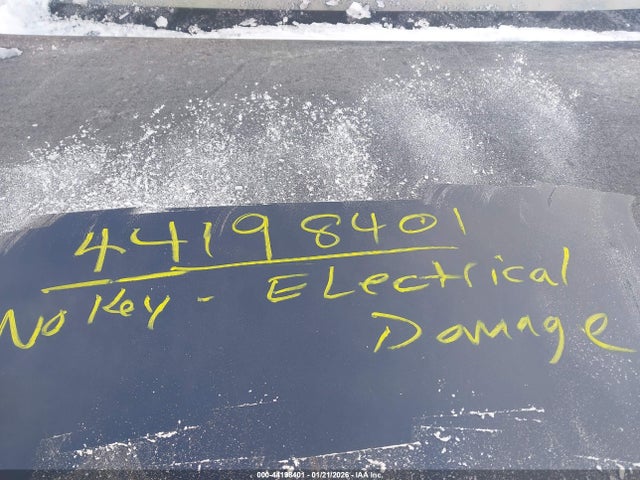 44198401
No Key - Electrical
Damage
000-44198401 - 01/21/2026 - IAA Inc.